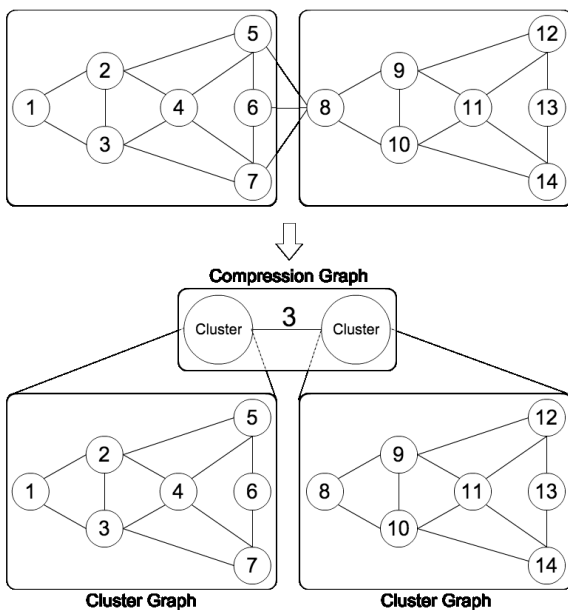 5 12
2 9
1 4 6 8 11 13
3 10
7 14
Compression Graph
3
Cluster Cluster
5 12
2 9
1 4 6 8 11 13
3 10
7 14
Cluster Graph Cluster Graph